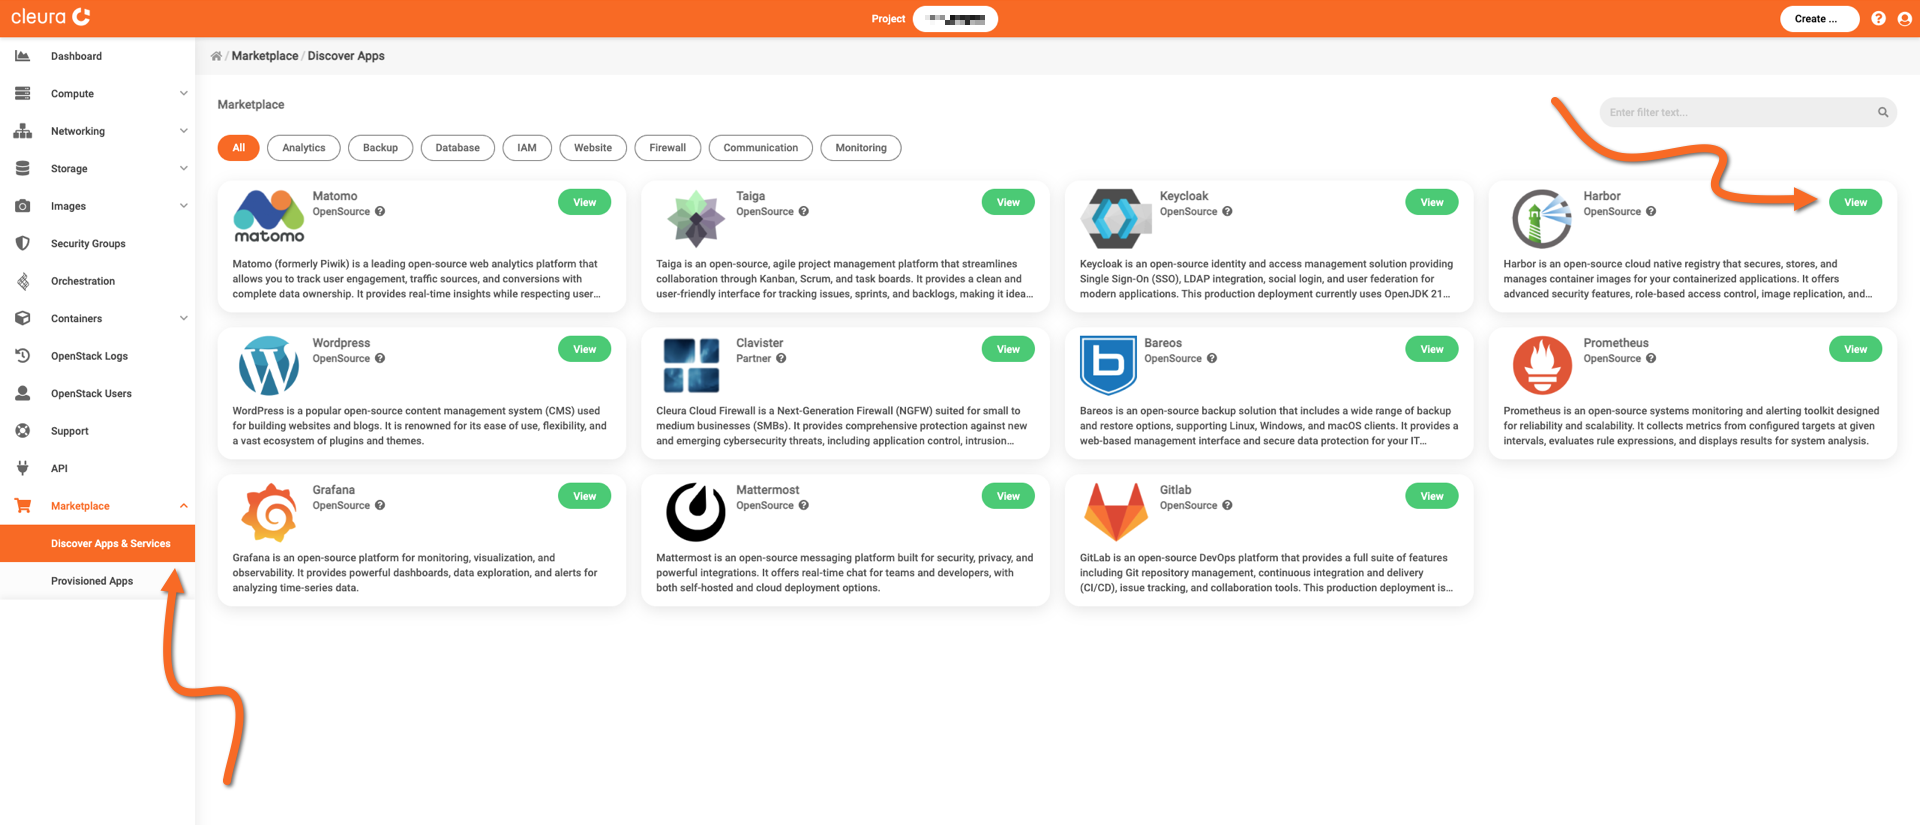 cleura
Project
Create ...
Dashboard
Compute
Networking
Storage
Images
Security Groups
Orchestration
Containers
OpenStack Logs
OpenStack Users
Support
API
Marketplace
Discover Apps & Services
Provisioned Apps
/ Marketplace / Discover Apps
Marketplace
Enter filter text...
All Analytics Backup Database IAM Website Firewall Communication Monitoring
Matomo
OpenSource
View
matomo
Matomo (formerly Piwik) is a leading open-source web analytics platform that
allows you to track user engagement, traffic sources, and conversions with
complete data ownership. It provides real-time insights while respecting user...
Taiga
OpenSource
View
Taiga is an open-source, agile project management platform that streamlines
collaboration through Kanban, Scrum, and task boards. It provides a clean and
user-friendly interface for tracking issues, sprints, and backlogs, making it idea...
Keycloak
OpenSource
View
Keycloak is an open-source identity and access management solution providing
Single Sign-On (SSO), LDAP integration, social login, and user federation for
modern applications. This production deployment currently uses OpenJDK 21...
Harbor
OpenSource
View
Harbor is an open-source cloud native registry that secures, stores, and
manages container images for your containerized applications. It offers
advanced security features, role-based access control, image replication, and...
Wordpress
OpenSource
View
WordPress is a popular open-source content management system (CMS) used
for building websites and blogs. It is renowned for its ease of use, flexibility, and
a vast ecosystem of plugins and themes.
Clavister
Partner
View
Cleura Cloud Firewall is a Next-Generation Firewall (NGFW) suited for small to
medium businesses (SMBs). It provides comprehensive protection against new
and emerging cybersecurity threats, including application control, intrusion...
Bareos
OpenSource
View
Bareos is an open-source backup solution that includes a wide range of backup
and restore options, supporting Linux, Windows, and macOS clients. It provides a
web-based management interface and secure data protection for your IT...
Prometheus
OpenSource
View
Prometheus is an open-source systems monitoring and alerting toolkit designed
for reliability and scalability. It collects metrics from configured targets at given
intervals, evaluates rule expressions, and displays results for system analysis.
Grafana
OpenSource
View
Grafana is an open-source platform for monitoring, visualization, and
observability. It provides powerful dashboards, data exploration, and alerts for
analyzing time-series data.
Mattermost
OpenSource
View
Mattermost is an open-source messaging platform built for security, privacy, and
powerful integrations. It offers real-time chat for teams and developers, with
both self-hosted and cloud deployment options.
Gitlab
OpenSource
View
GitLab is an open-source DevOps platform that provides a full suite of features
including Git repository management, continuous integration and delivery
(CI/CD), issue tracking, and collaboration tools. This production deployment is...